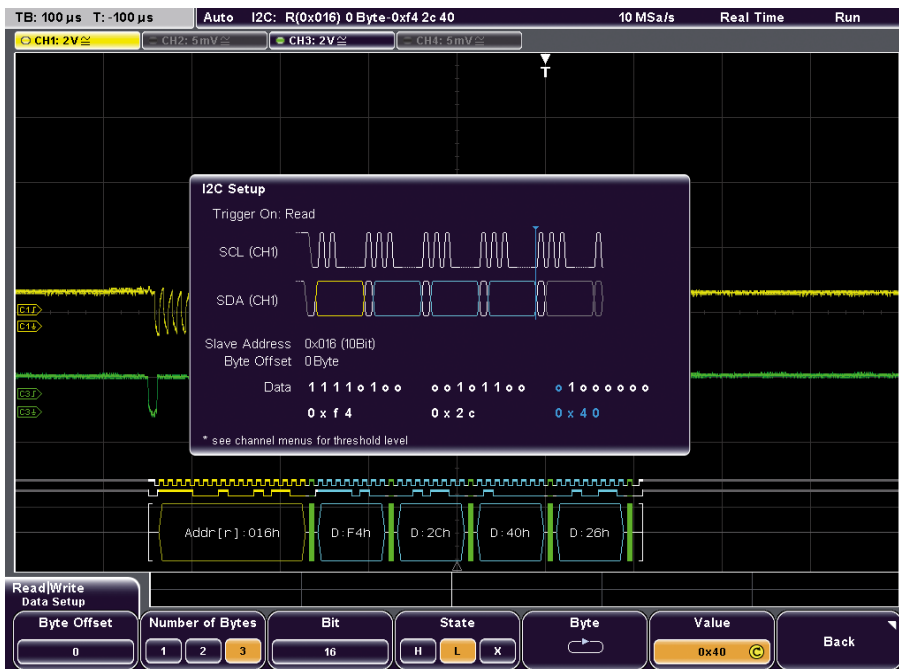 TB: 100 µs T:-100 µs Auto I2C: R(0x016) 0 Byte-0xf4 2c 40 10 MSa/s Real Time Run
CH1: 2V≅ CH2: 5mV≅ CH3: 2V≅ CH4: 5mV≅
T
I2C Setup
Trigger On: Read
SCL (CH1)
SDA (CH1)
Slave Address 0x016 (10Bit)
Byte Offset 0Byte
Data 11110100 00101100 01000000
0xf4 0x2c 0x40
* see channel menus for threshold level
C1
C1
C3
C3
Addr[r]:016h D:F4h D:2Ch D:40h D:26h
Read|Write
Data Setup
Byte Offset Number of Bytes Bit State Byte Value
0 1 2 3 16 H L X 0x40 C Back